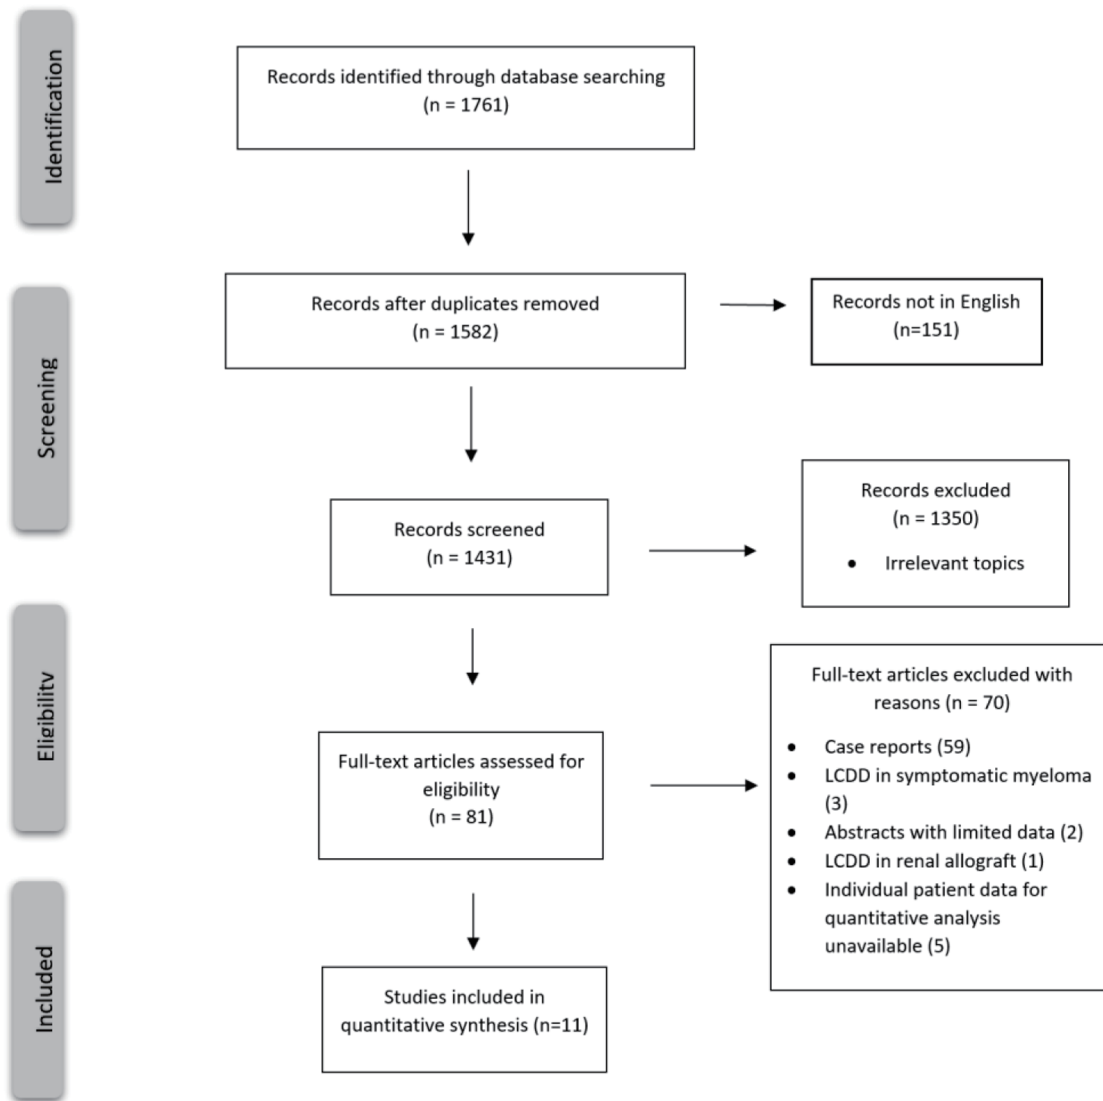 Identification
Records identified through database searching
(n = 1761)
Records after duplicates removed
(n = 1582)
Records not in English
(n=151)
Screening
Records screened
(n = 1431)
Records excluded
(n = 1350)
• Irrelevant topics
Eligibility
Full-text articles assessed for
eligibility
(n = 81)
Full-text articles excluded with
reasons (n = 70)
• Case reports (59)
• LCDD in symptomatic myeloma
(3)
• Abstracts with limited data (2)
• LCDD in renal allograft (1)
• Individual patient data for
quantitative analysis
unavailable (5)
Included
Studies included in
quantitative synthesis (n=11)